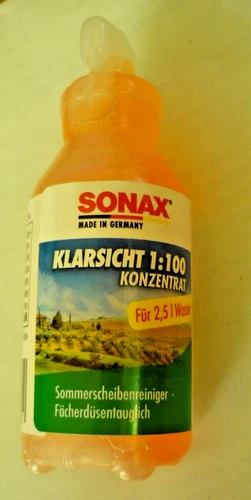 SONAX®
MADE IN GERMANY
KLARSICHT 1:100
KONZENTRAT
Für 2,5 l Wasser
Sommerscheibenreiniger ·
Fächerdüsentauglich